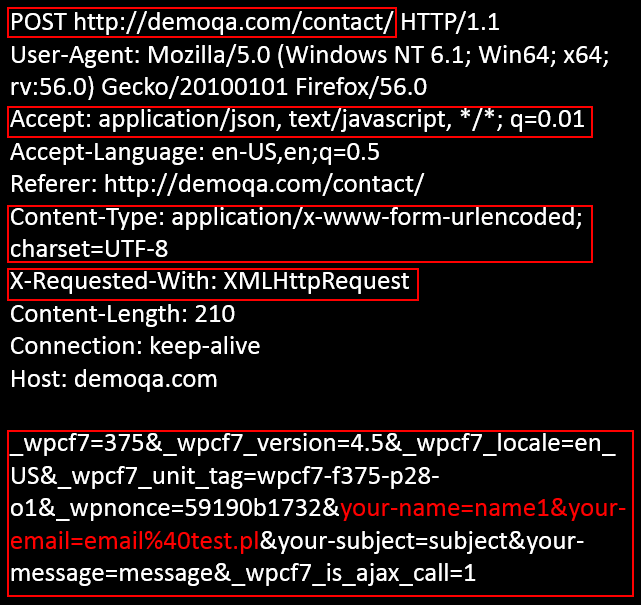 POST http://demoqa.com/contact/ HTTP/1.1
User-Agent: Mozilla/5.0 (Windows NT 6.1; Win64; x64;
rv:56.0) Gecko/20100101 Firefox/56.0
Accept: application/json, text/javascript, */*; q=0.01
Accept-Language: en-US,en;q=0.5
Referer: http://demoqa.com/contact/
Content-Type: application/x-www-form-urlencoded;
charset=UTF-8
X-Requested-With: XMLHttpRequest
Content-Length: 210
Connection: keep-alive
Host: demoqa.com
_wpcf7=375&_wpcf7_version=4.5&_wpcf7_locale=en_
US&_wpcf7_unit_tag=wpcf7-f375-p28-
o1&_wpnonce=59190b1732&your-name=name1&your-
email=email%40test.pl&your-subject=subject&your-
message=message&_wpcf7_is_ajax_call=1